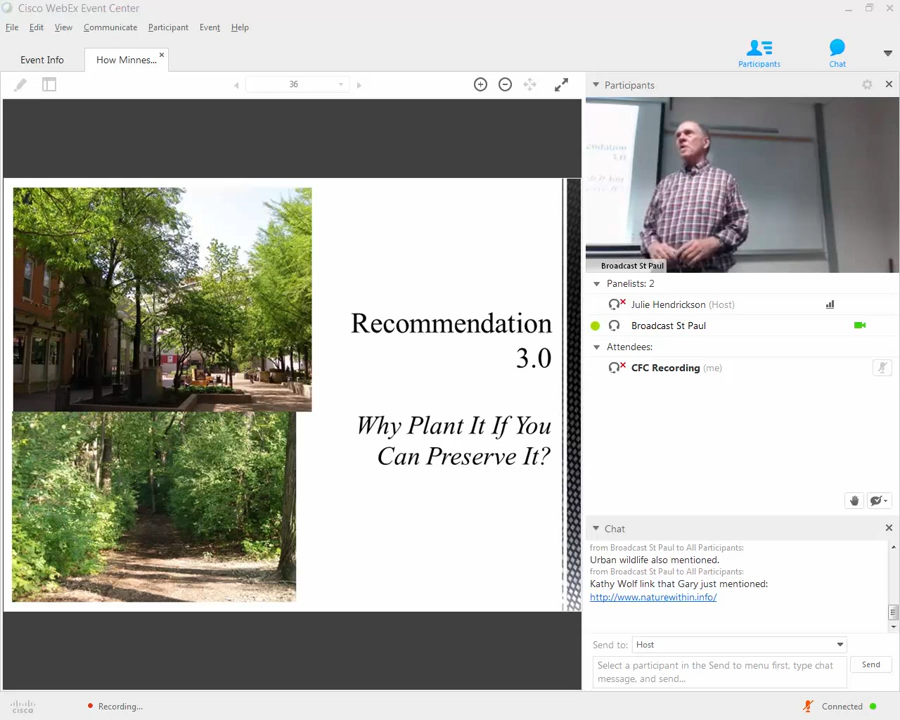 Cisco WebEx Event Center
File Edit View Communicate Participant Event Help
Event Info
How Minnes...
Participants
Chat
36
Participants
Broadcast St Paul
Panelists: 2
Julie Hendrickson (Host)
Broadcast St Paul
Attendees:
CFC Recording (me)
Recommendation
3.0
Why Plant It If You
Can Preserve It?
Chat
from Broadcast St Paul to All Participants:
Urban wildlife also mentioned.
from Broadcast St Paul to All Participants:
Kathy Wolf link that Gary just mentioned:
http://www.naturewithin.info/
Send to: Host
Select a participant in the Send to menu first, type chat
message, and send...
Send
cisco
Recording...
Connected